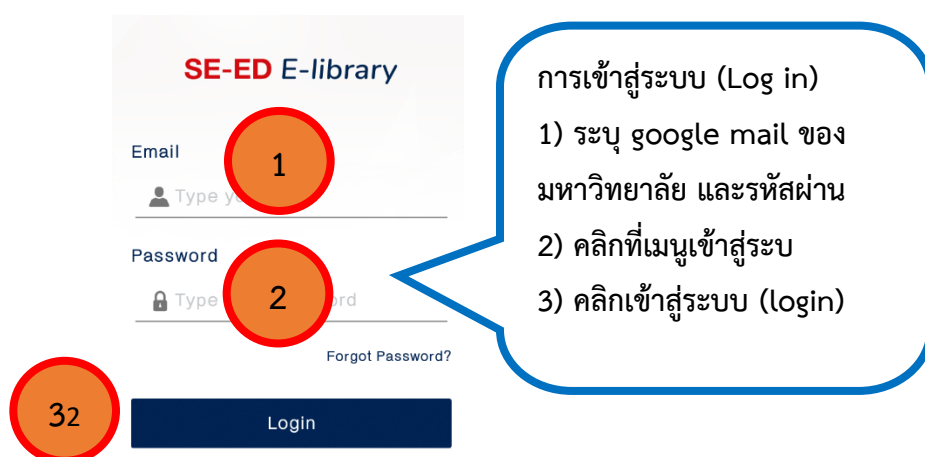 SE-ED E-library
Email
1
Type y
Password
2
Type
rd
Forgot Password?
32
Login
การเข้าสู่ระบบ (Log in)
1) ระบุ google mail ของ
มหาวิทยาลัย และรหัสผ่าน
2) คลิกที่เมนูเข้าสู่ระบ
3) คลิกเข้าสู่ระบบ (login)